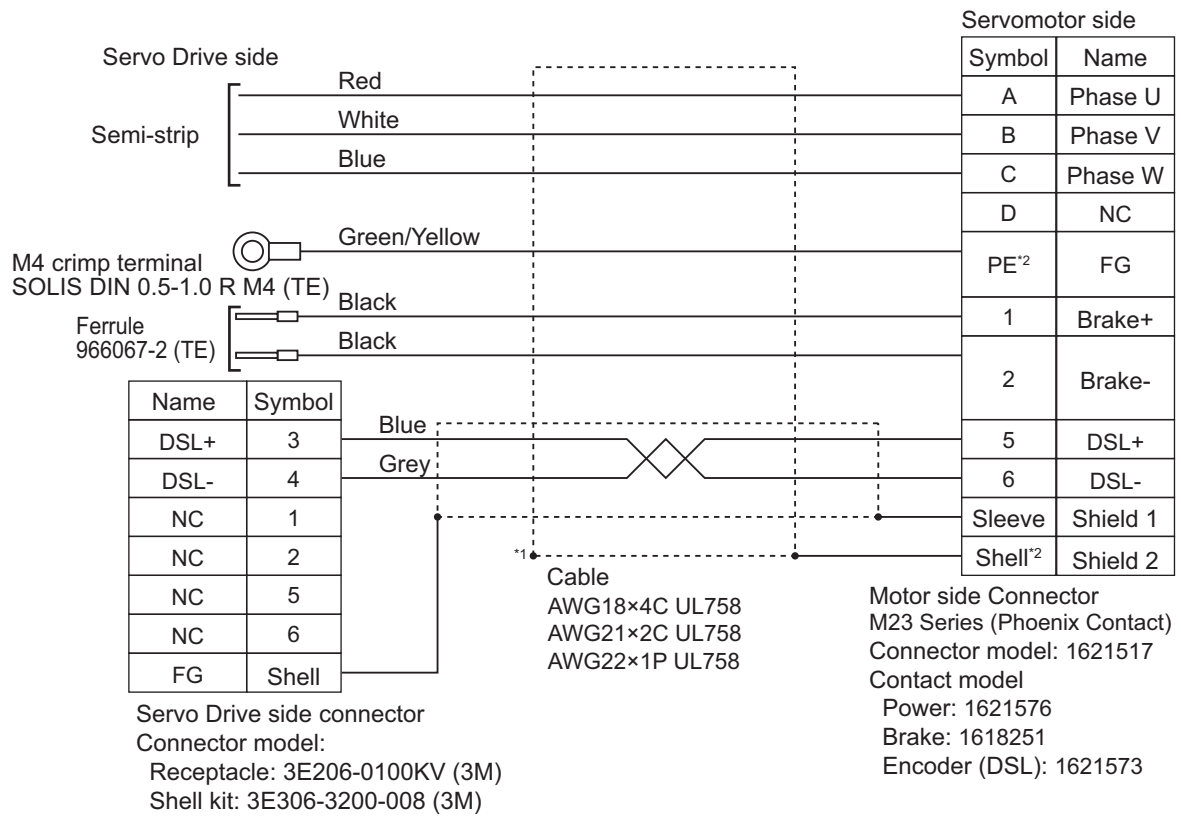 Servomotor side
Servo Drive side
Symbol Name
Red
A Phase U
White
Semi-strip
B Phase V
Blue
C Phase W
D NC
Green/Yellow
M4 crimp terminal
SOLIS DIN 0.5-1.0 R M4 (TE)
PE*2 FG
Black
1 Brake+
Ferrule
966067-2 (TE)
Black
2 Brake-
Name Symbol
Blue
DSL+ 3
5 DSL+
Grey
DSL- 4
6 DSL-
NC 1
Sleeve Shield 1
NC 2
*1
Shell*2 Shield 2
NC 5
NC 6
FG Shell
Cable
AWG18×4C UL758
AWG21×2C UL758
AWG22×1P UL758
Motor side Connector
M23 Series (Phoenix Contact)
Connector model: 1621517
Contact model
Power: 1621576
Brake: 1618251
Encoder (DSL): 1621573
Servo Drive side connector
Connector model:
Receptacle: 3E206-0100KV (3M)
Shell kit: 3E306-3200-008 (3M)